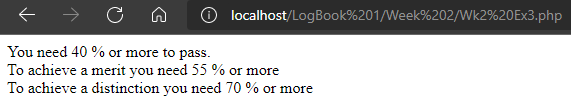 localhost/LogBook%201/Week%202/Wk2%20Ex3.php
You need 40 % or more to pass.
To achieve a merit you need 55 % or more
To achieve a distinction you need 70 % or more